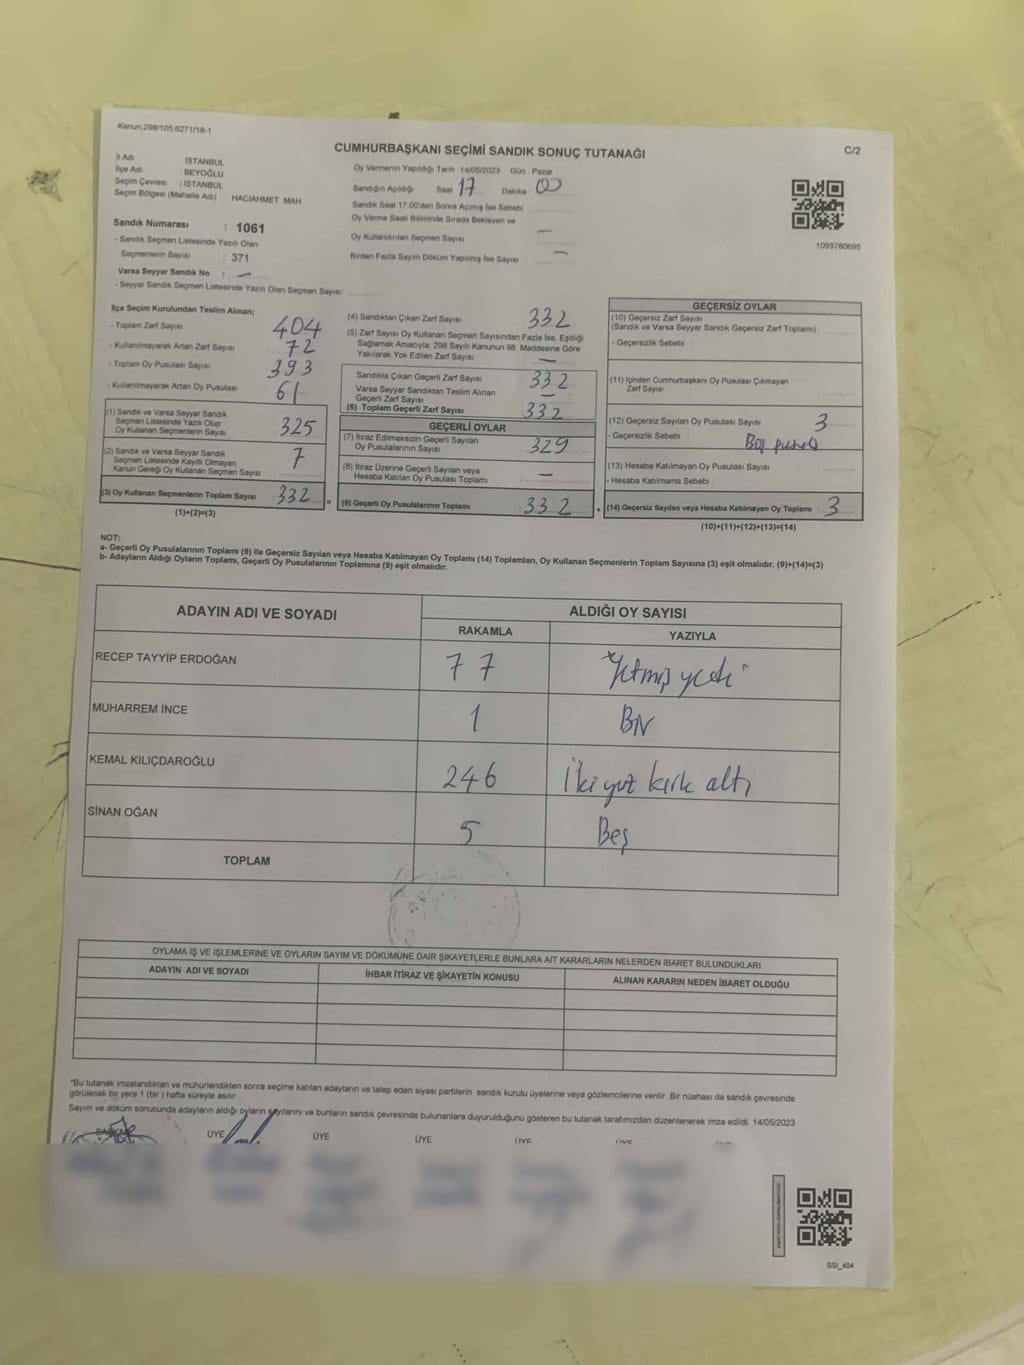 Kanun 298/105;6271/18-1
CUMHURBAŞKANI SEÇİMİ SANDIK SONUÇ TUTANAĞI
C/2
İl Adı İSTANBUL
İlçe Adı BEYOĞLU
Seçim Çevresi : İSTANBUL
Seçim Bölgesi (Mahalle Adı) HACIAHMET MAH
Sandık Numarası : 1061
- Sandık Seçmen Listesinde Yazılı Olan
Seçmenlerin Sayısı : 371
Varsa Seyyar Sandık No : —
- Seyyar Sandık Seçmen Listesinde Yazılı Olan Seçmen Sayısı
Oy Vermenin Yapıldığı Tarih : 14/05/2023 Gün : Pazar
Sandığın Açıldığı Saat 17 Dakika : 00
Sandık Saat 17.00'den Sonra Açımış İse Sebebi
Oy Verme Saati Bitiminde Sırada Bekleyen ve
Oy Kullandırılan Seçmen Sayısı —
Birden Fazla Sayım Döküm Yapılmış İse Sayısı —
1093780695
İlçe Seçim Kurulundan Teslim Alınan;
- Toplam Zarf Sayısı 404
- Kullanılmayarak Artan Zarf Sayısı 72
- Toplam Oy Pusulası Sayısı 393
- Kullanılmayarak Artan Oy Pusulası 61
(1) Sandık ve Varsa Seyyar Sandık
Seçmen Listesinde Yazılı Olup
Oy Kullanan Seçmenlerin Sayısı 325
(2) Sandık ve Varsa Seyyar Sandık
Seçmen Listesinde Kayıtlı Olmayan
Kanun Gereği Oy Kullanan Seçmen Sayısı 7
(3) Oy Kullanan Seçmenlerin Toplam Sayısı 332 =
(1)+(2)=(3)
(4) Sandıktan Çıkan Zarf Sayısı 332
(5) Zarf Sayısı Oy Kullanan Seçmen Sayısından Fazla İse, Eşitliği
Sağlamak Amacıyla, 298 Sayılı Kanunun 98. Maddesine Göre
Yakılarak Yok Edilen Zarf Sayısı —
Sandıkta Çıkan Geçerli Zarf Sayısı 332
Varsa Seyyar Sandıktan Teslim Alınan
Geçerli Zarf Sayısı —
(6) Toplam Geçerli Zarf Sayısı 332
GEÇERLİ OYLAR
(7) İtiraz Edilmeksizin Geçerli Sayılan
Oy Pusulalarının Sayısı 329
(8) İtiraz Üzerine Geçerli Sayılan veya
Hesaba Katılan Oy Pusulası Toplamı —
(9) Geçerli Oy Pusulalarının Toplamı 332 +
GEÇERSİZ OYLAR
(10) Geçersiz Zarf Sayısı
(Sandık ve Varsa Seyyar Sandık Geçersiz Zarf Toplamı)
- Geçersizlik Sebebi
(11) İçinden Cumhurbaşkanı Oy Pusulası Çıkmayan
Zarf Sayısı
(12) Geçersiz Sayılan Oy Pusulası Sayısı 3
- Geçersizlik Sebebi Boş
(13) Hesaba Katılmayan Oy Pusulası Sayısı
- Hesaba Katılmama Sebebi
(14) Geçersiz Sayılan veya Hesaba Katılmayan Oy Toplamı 3
(10)+(11)+(12)+(13)=(14)
NOT:
a- Geçerli Oy Pusulalarının Toplamı (9) ile Geçersiz Sayılan veya Hesaba Katılmayan Oy Toplamı (14) Toplamları, Oy Kullanan Seçmenlerin Toplam Sayısına (3) eşit olmalıdır. (9)+(14)=(3)
b- Adayların Aldığı Oyların Toplamı, Geçerli Oy Pusulalarının Toplamına (9) eşit olmalıdır.
ADAYIN ADI VE SOYADI
ALDIĞI OY SAYISI
RAKAMLA YAZIYLA
RECEP TAYYİP ERDOĞAN 77 "Yetmiş yedi"
MUHARREM İNCE 1 BİR
KEMAL KILIÇDAROĞLU 246 İki yüz kırk altı
SİNAN OĞAN 5 Beş
TOPLAM
OYLAMA İŞ VE İŞLEMLERİNE VE OYLARIN SAYIM VE DÖKÜMÜNE DAİR ŞİKAYETLERLE BUNLARA AİT KARARLARIN NELERDEN İBARET BULUNDUKLARI
ADAYIN ADI VE SOYADI İHBAR İTİRAZ VE ŞİKAYETİN KONUSU ALINAN KARARIN NEDEN İBARET OLDUĞU
"Bu tutanak imzalandıktan ve mühürlendikten sonra seçime katılan adayların ve talep eden siyasi partilerin sandık kurulu üyelerine veya gözlemcilerine verilir. Bir nüshası da sandık çevresinde
görülecek bir yere 1 (bir) hafta süreyle asılır.
Sayım ve döküm sonucunda adayların aldığı oyların sayılarını ve bunların sandık çevresinde bulunanlara duyurulduğunu gösteren bu tutanak tarafımızdan düzenlenerek imza edildi. 14/05/2023
BAŞKAN ÜYE ÜYE ÜYE ÜYE ÜYE
SSI_404